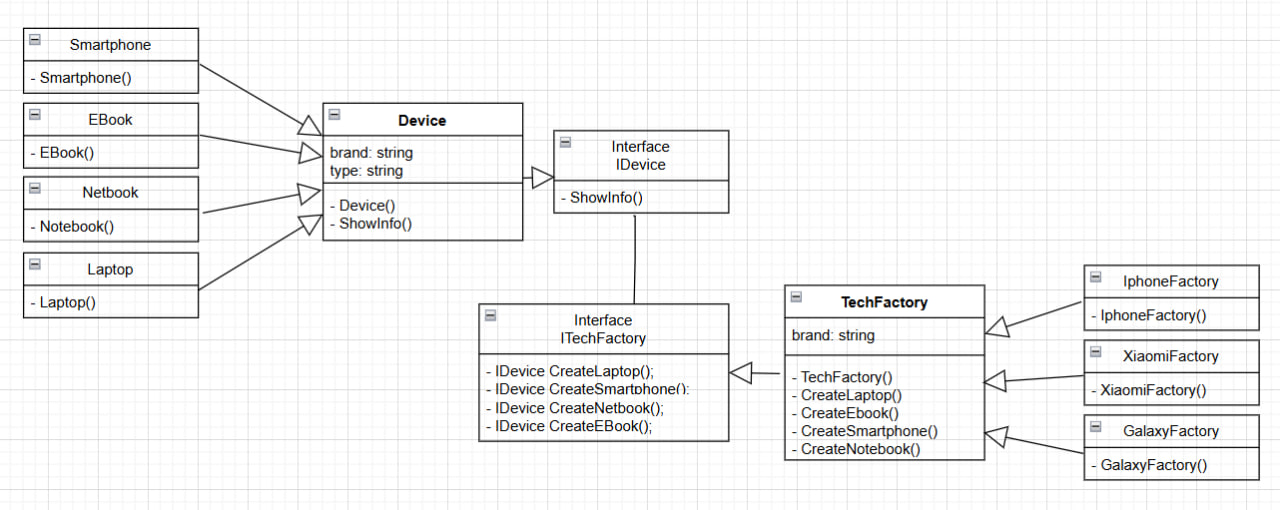 Smartphone
- Smartphone()
EBook
- EBook()
Netbook
- Notebook()
Laptop
- Laptop()
Device
brand: string
type: string
- Device()
- ShowInfo()
Interface
IDevice
- ShowInfo()
Interface
ITechFactory
- IDevice CreateLaptop();
- IDevice CreateSmartphone();
- IDevice CreateNetbook();
- IDevice CreateEBook();
TechFactory
brand: string
- TechFactory()
- CreateLaptop()
- CreateEbook()
- CreateSmartphone()
- CreateNotebook()
IphoneFactory
- IphoneFactory()
XiaomiFactory
- XiaomiFactory()
GalaxyFactory
- GalaxyFactory()